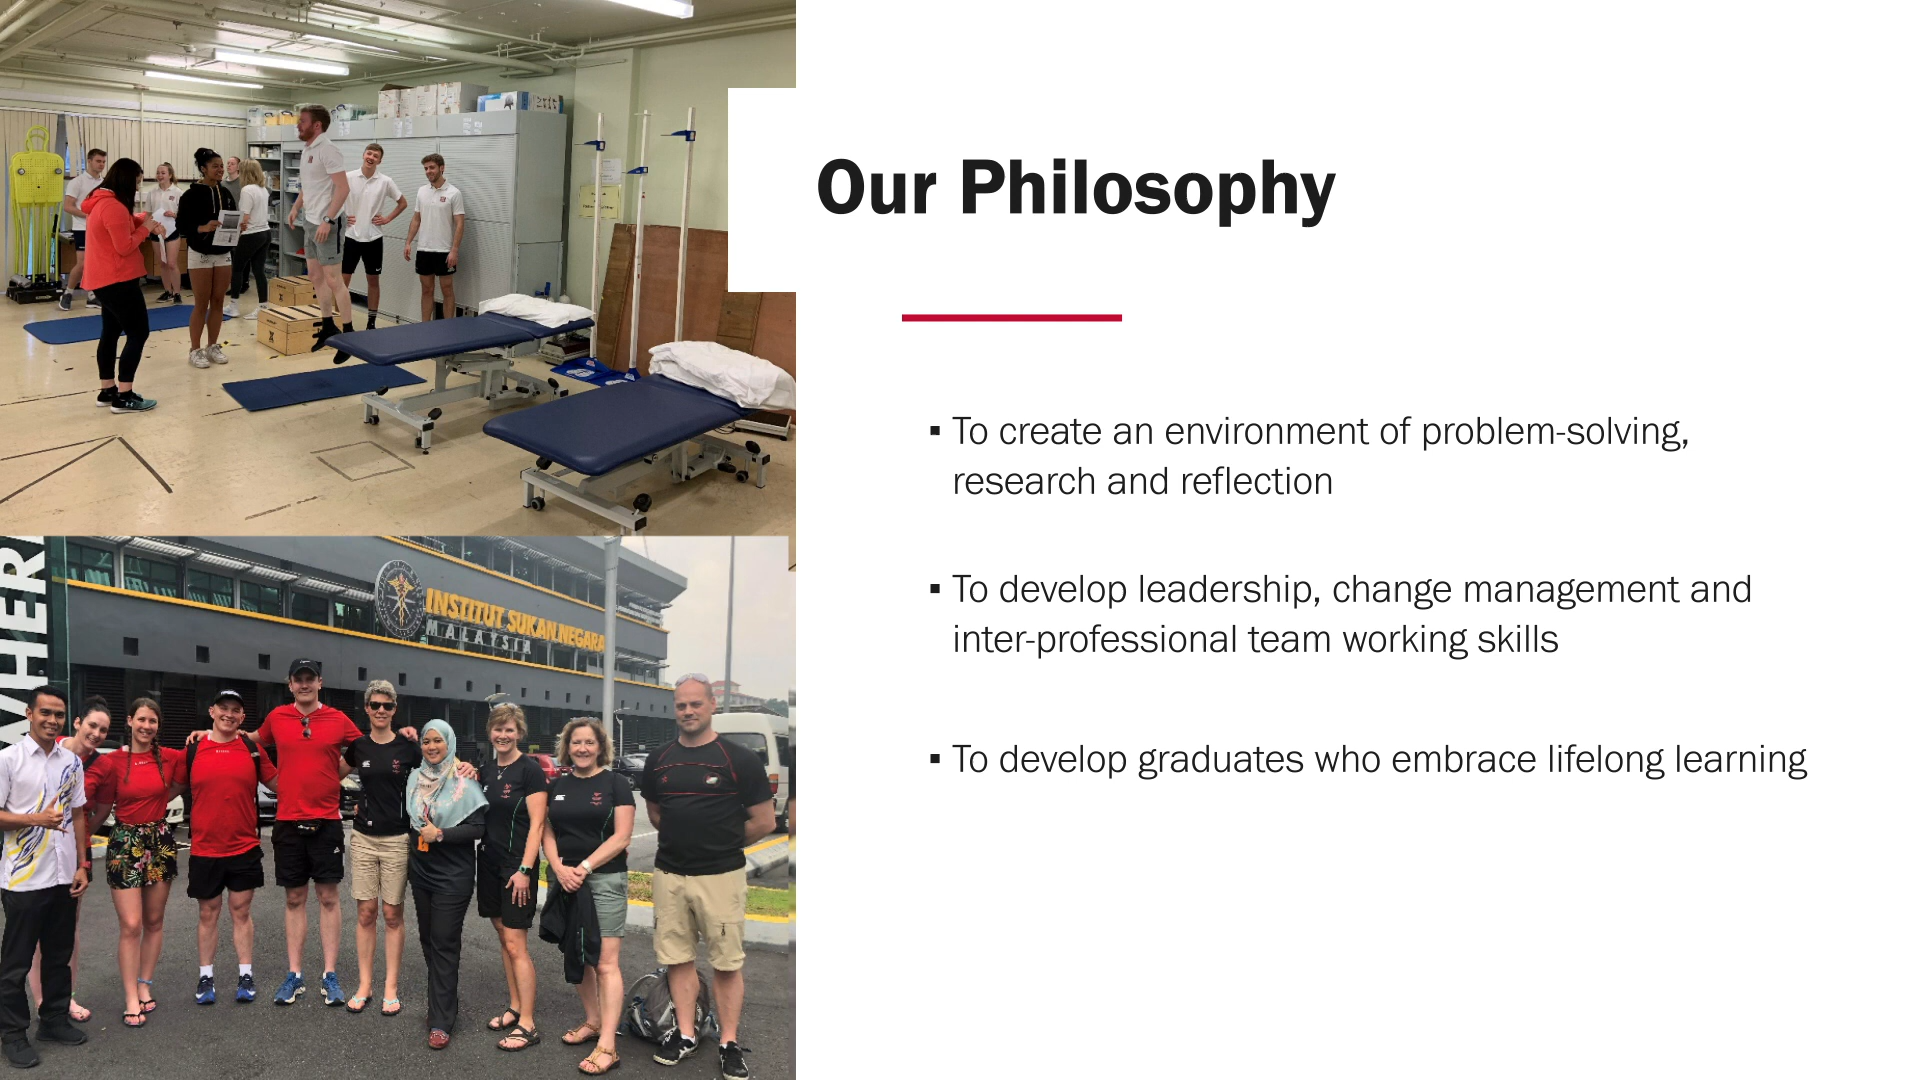 Our Philosophy
▪ To create an environment of problem-solving,
research and reflection
▪ To develop leadership, change management and
inter-professional team working skills
▪ To develop graduates who embrace lifelong learning
WHER
INSTITUT SUKAN NEGARA
MALAYSIA